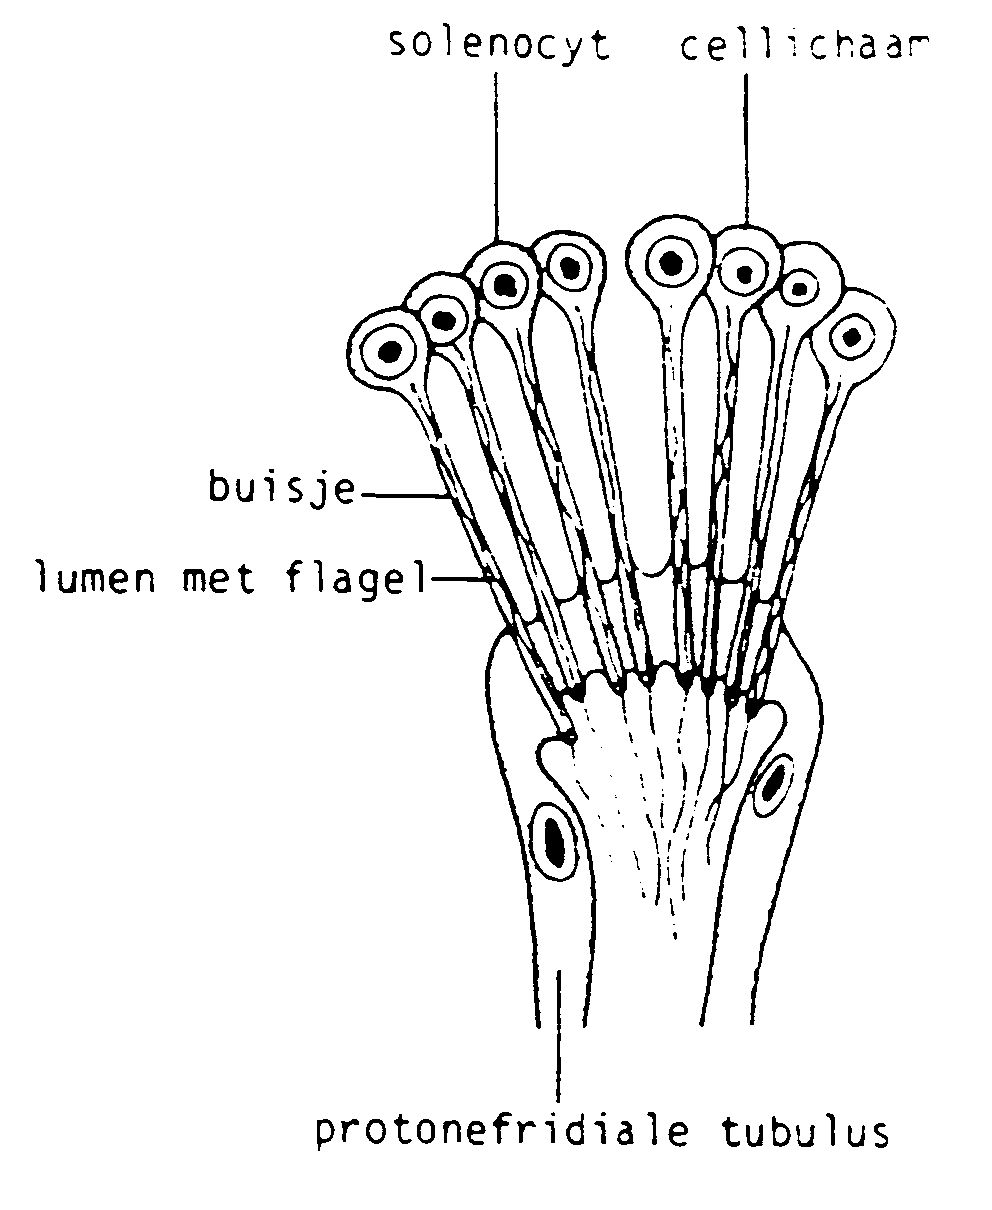 solenocyt cellichaam
buisje
lumen met flagel
protonefridiale tubulus